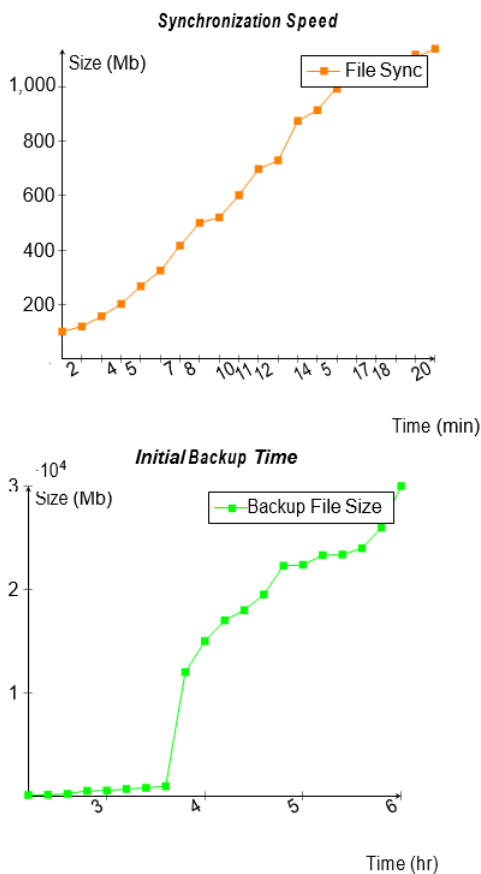 Synchronization Speed
Size (Mb)
File Sync
1,000
800
600
400
200
2 4 5 7 8 10 11 12 14 5 17 18 20
Time (min)
Initial Backup Time
·10⁴
3
Size (Mb)
Backup File Size
2
1
3 4 5 6
Time (hr)